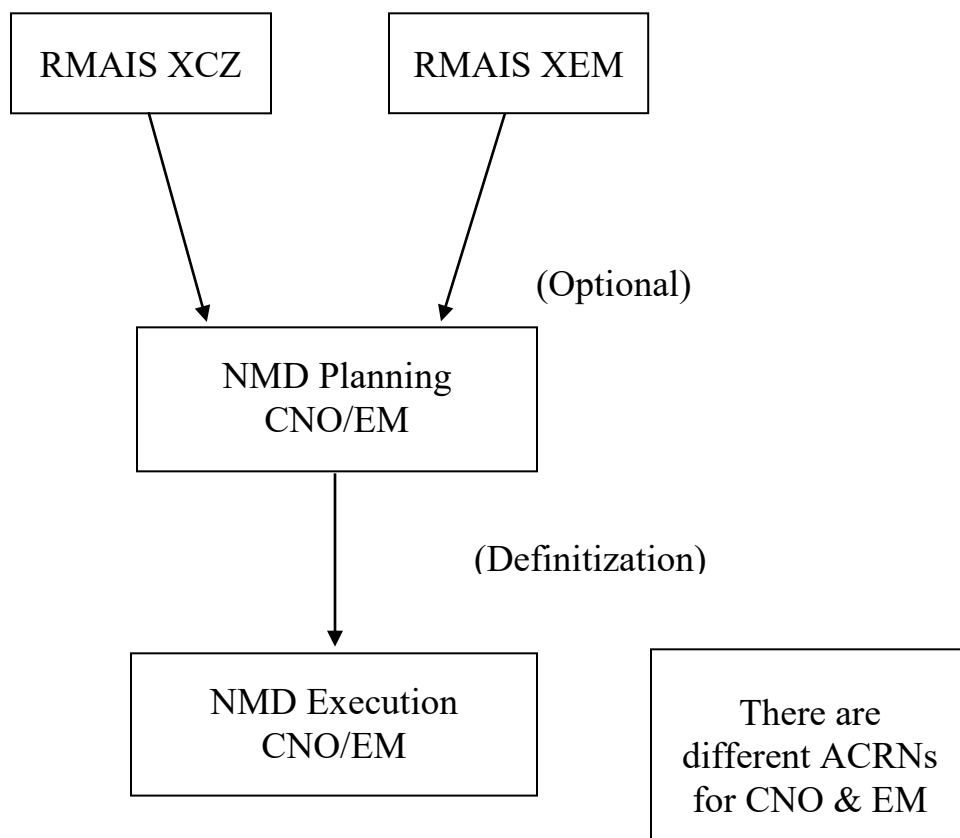 RMAIS XCZ
RMAIS XEM
(Optional)
NMD Planning
CNO/EM
(Definitization)
NMD Execution
CNO/EM
There are
different ACRNs
for CNO & EM